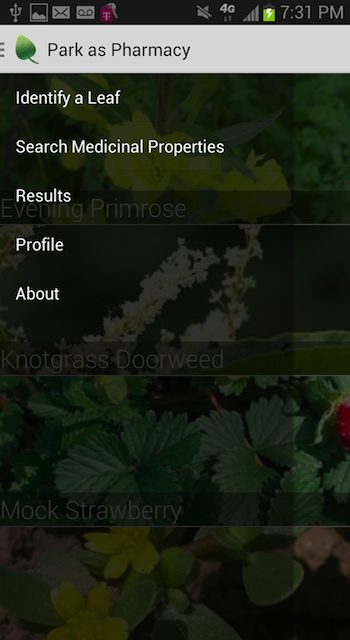 4G
7:31 PM
Park as Pharmacy
Identify a Leaf
Search Medicinal Properties
Results
Evening Primrose
Profile
About
Knotgrass Doorweed
Mock Strawberry